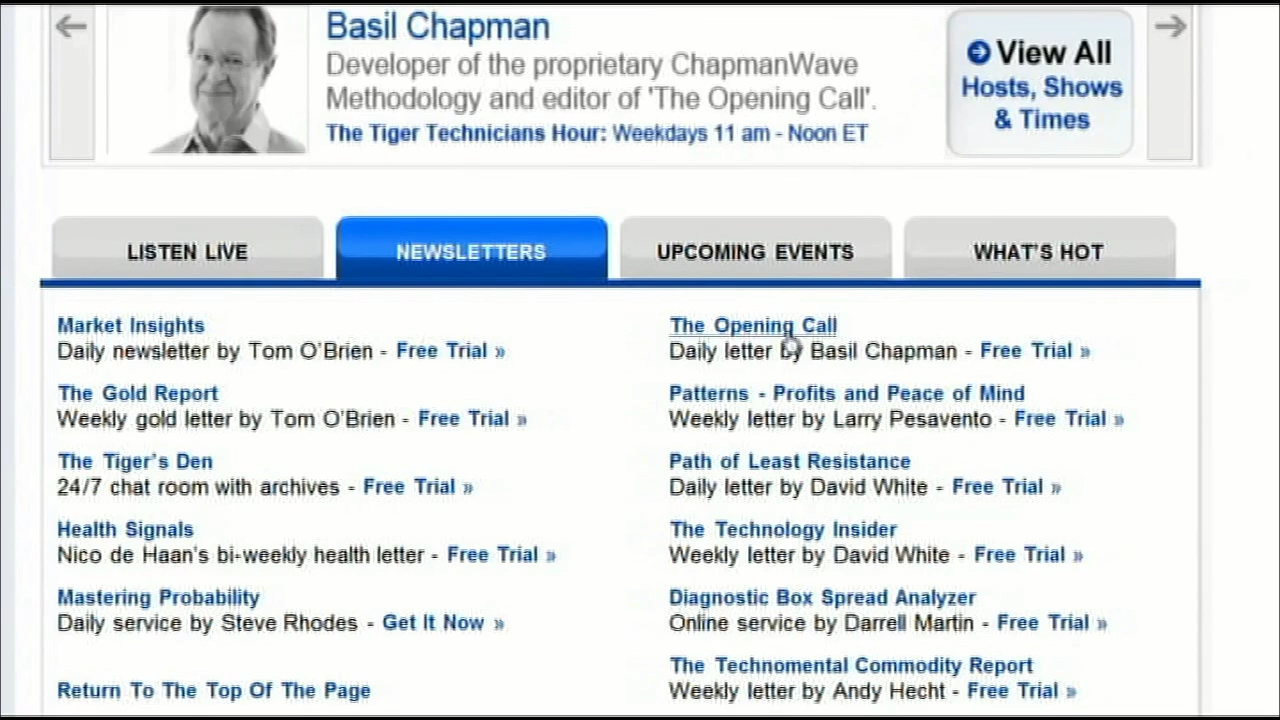 Basil Chapman
Developer of the proprietary ChapmanWave
Methodology and editor of 'The Opening Call'.
The Tiger Technicians Hour: Weekdays 11 am - Noon ET
View All
Hosts, Shows
& Times
LISTEN LIVE
NEWSLETTERS
UPCOMING EVENTS
WHAT'S HOT
Market Insights
Daily newsletter by Tom O'Brien - Free Trial »
The Gold Report
Weekly gold letter by Tom O'Brien - Free Trial »
The Tiger's Den
24/7 chat room with archives - Free Trial »
Health Signals
Nico de Haan's bi-weekly health letter - Free Trial »
Mastering Probability
Daily service by Steve Rhodes - Get It Now »
Return To The Top Of The Page
The Opening Call
Daily letter by Basil Chapman - Free Trial »
Patterns - Profits and Peace of Mind
Weekly letter by Larry Pesavento - Free Trial »
Path of Least Resistance
Daily letter by David White - Free Trial »
The Technology Insider
Weekly letter by David White - Free Trial »
Diagnostic Box Spread Analyzer
Online service by Darrell Martin - Free Trial »
The Technomental Commodity Report
Weekly letter by Andy Hecht - Free Trial »